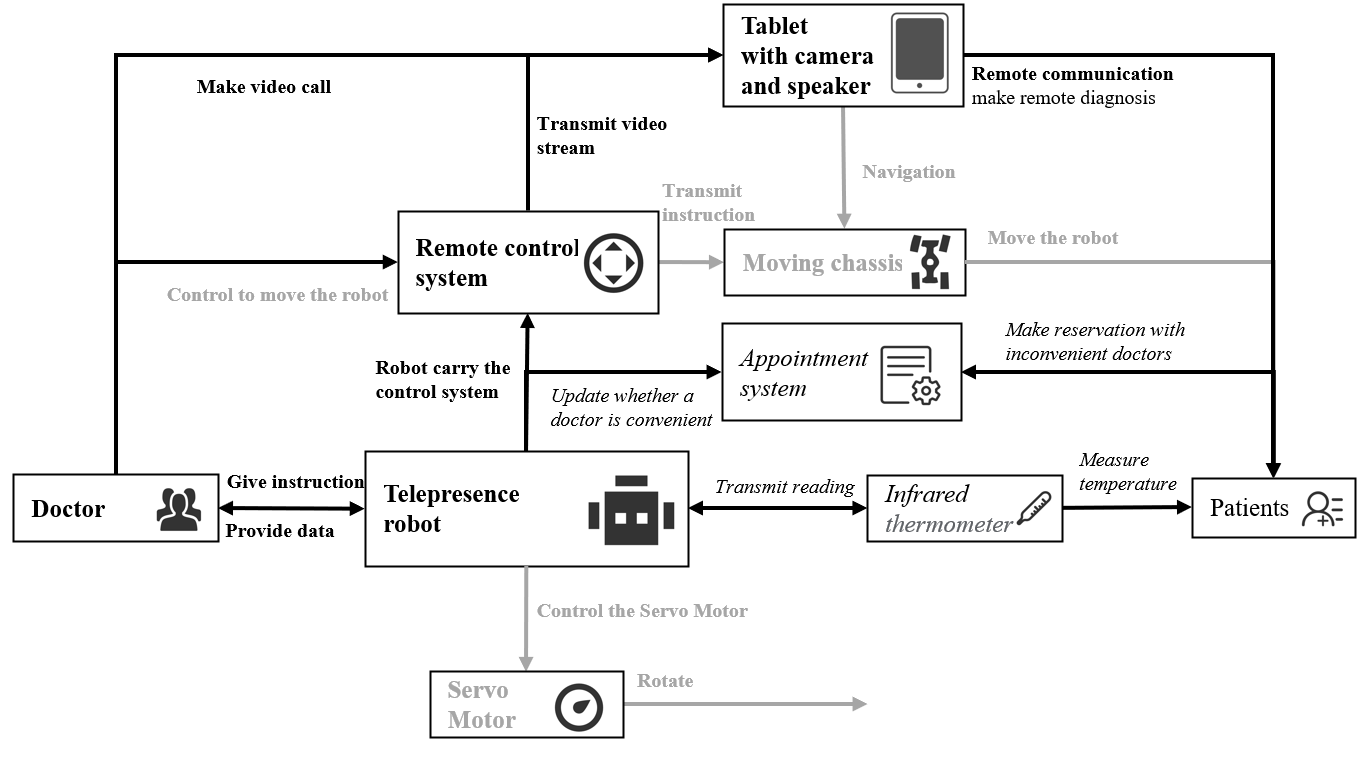 Tablet
with camera
and speaker
Make video call
Remote communication
make remote diagnosis
Transmit video
stream
Navigation
Transmit
instruction
Remote control
system
Moving chassis
Move the robot
Control to move the robot
Robot carry the
control system
Appointment
system
Make reservation with
inconvenient doctors
Update whether a
doctor is convenient
Doctor
Give instruction
Provide data
Telepresence
robot
Transmit reading
Infrared
thermometer
Measure
temperature
Patients
Control the Servo Motor
Servo
Motor
Rotate